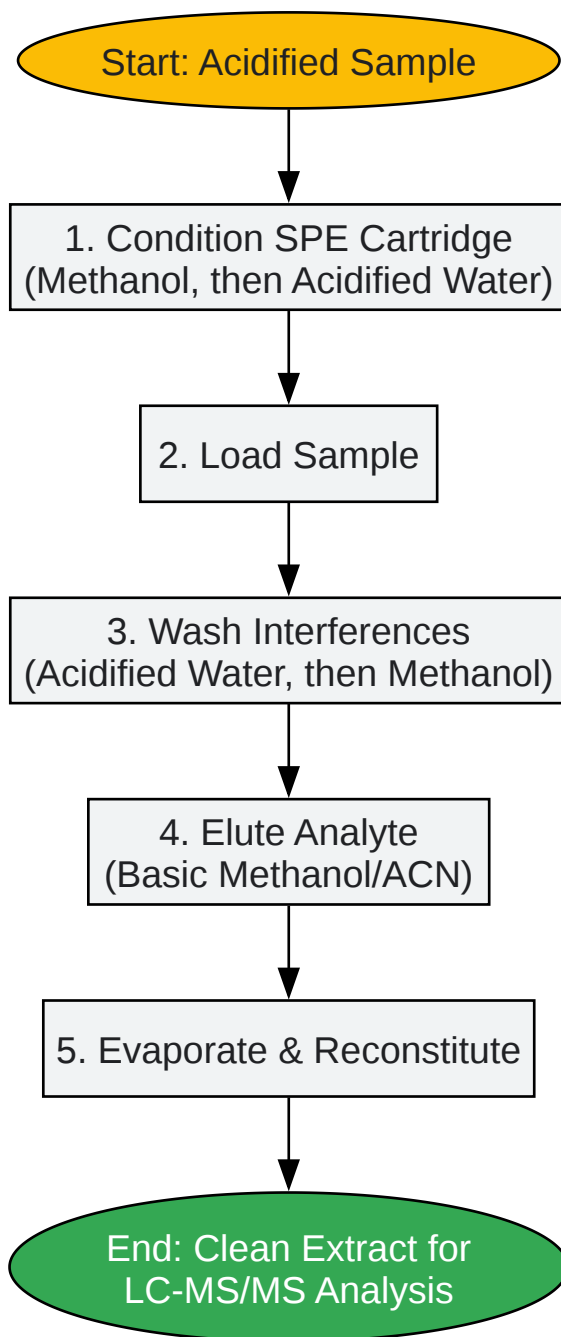 Start: Acidified Sample
1. Condition SPE Cartridge
(Methanol, then Acidified Water)
2. Load Sample
3. Wash Interferences
(Acidified Water, then Methanol)
4. Elute Analyte
(Basic Methanol/ACN)
5. Evaporate & Reconstitute
End: Clean Extract for
LC-MS/MS Analysis